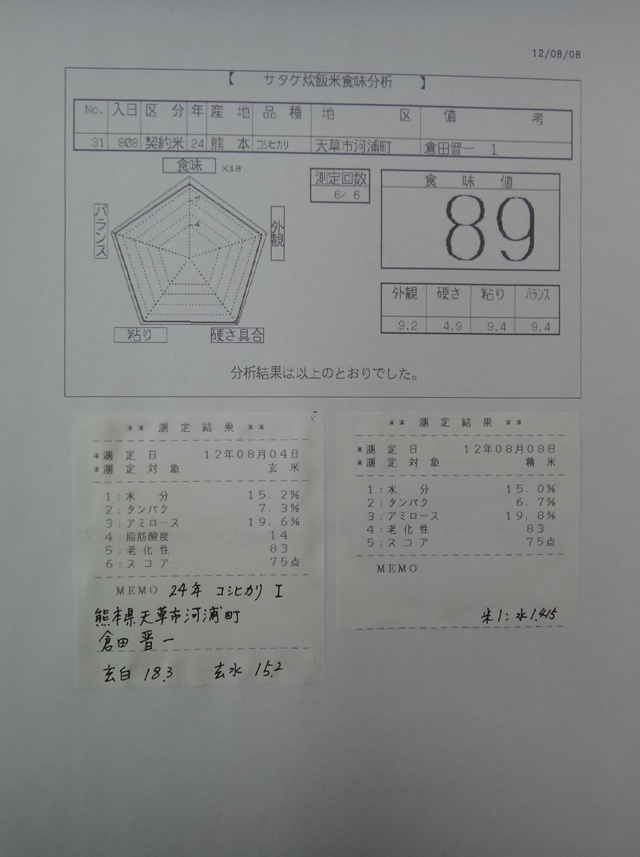 12/08/08
【 サタケ炊飯米食味分析 】
No. 入日 区分 年 産地 品種 地区 備考
31 808 契約米 24 熊本 コシヒカリ 天草市河浦町 倉田晋一 1
食味 ×10
バランス
外観
粘り
硬さ具合
7
4
測定回数
6/ 6
食味値
89
外観 硬さ 粘り バランス
9.2 4.9 9.4 9.4
分析結果は以上のとおりでした。
** 測定結果 **
*測定日 12年08月04日
*測定対象 玄米
1:水分 15.2%
2:タンパク 7.3%
3:アミロース 19.6%
4:脂肪酸度 14
5:老化性 83
6:スコア 75点
MEMO 24年 コシヒカリ I
熊本県天草市河浦町
倉田晋一
玄白 18.3 玄水 15.2
** 測定結果 **
*測定日 12年08月08日
*測定対象 精米
1:水分 15.0%
2:タンパク 6.7%
3:アミロース 19.8%
4:老化性 83
5:スコア 75点
MEMO
米1:水1.415